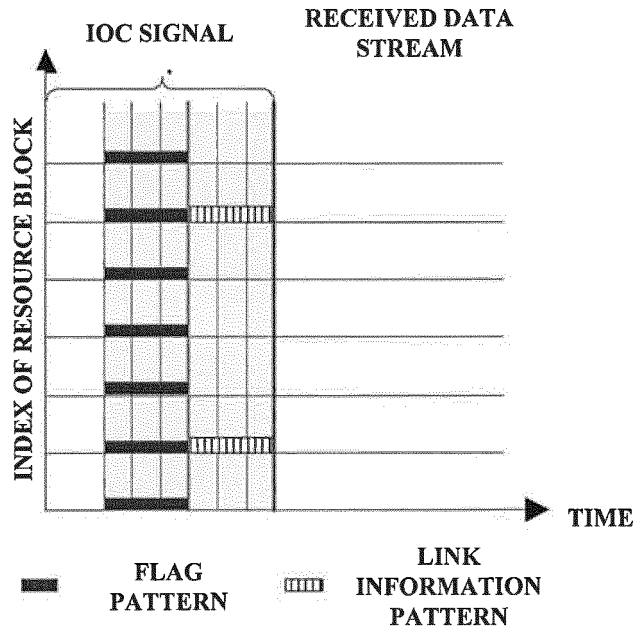 IOC SIGNAL
RECEIVED DATA
STREAM
INDEX OF RESOURCE BLOCK
TIME
FLAG
PATTERN
LINK
INFORMATION
PATTERN